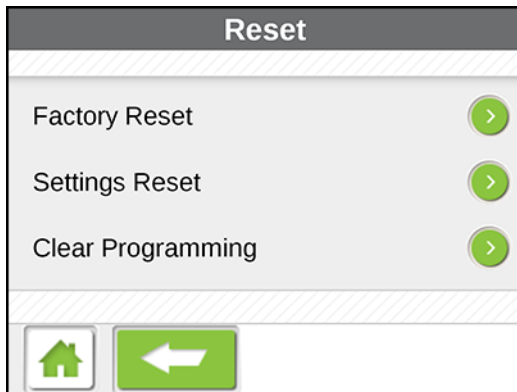 Reset
Factory Reset
Settings Reset
Clear Programming